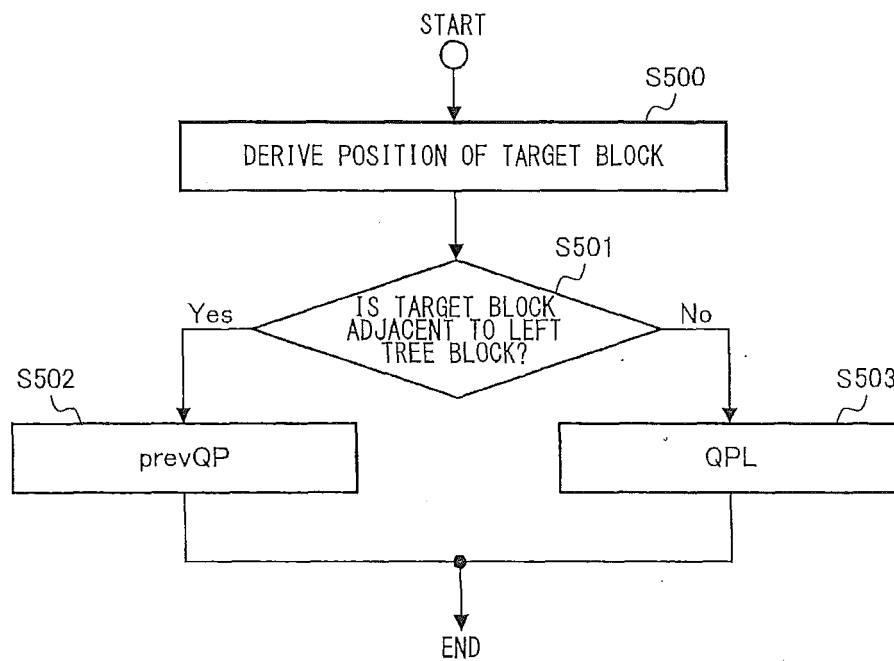 START
S500
DERIVE POSITION OF TARGET BLOCK
S501
IS TARGET BLOCK
ADJACENT TO LEFT
TREE BLOCK?
Yes
No
S502
S503
prevQP
QPL
END